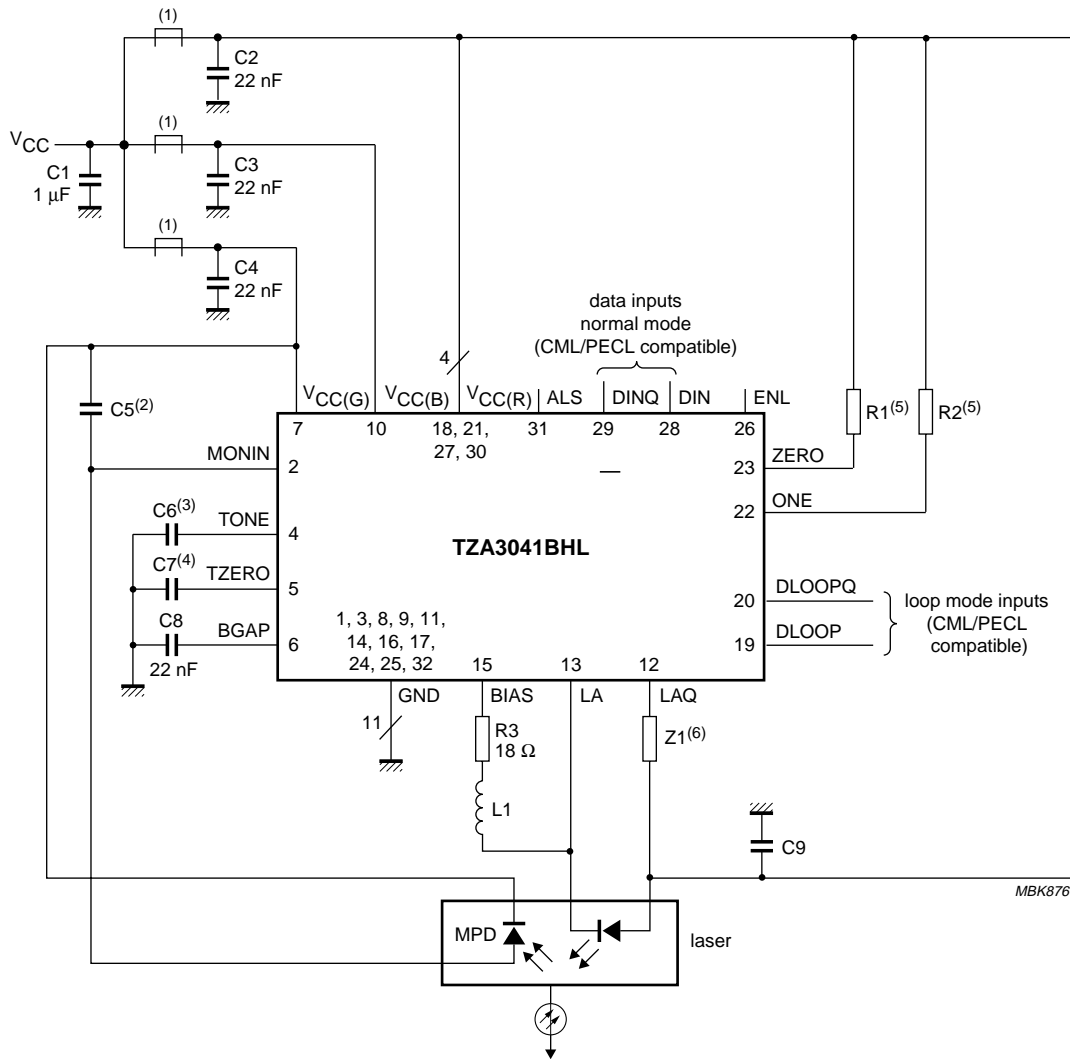 (1)
C2
22 nF
(1)
VCC
C3
22 nF
C1
1 μF
(1)
C4
22 nF
data inputs
normal mode
(CML/PECL compatible)
4
C5(2)
VCC(G)
VCC(B)
VCC(R)
ALS
DINQ
DIN
ENL
R1(5)
R2(5)
7
10
18, 21,
27, 30
31
29
28
26
MONIN
2
23
ZERO
C6(3)
TONE
4
22
ONE
TZA3041BHL
C7(4)
TZERO
5
20
DLOOPQ
loop mode inputs
(CML/PECL
compatible)
C8
22 nF
BGAP
6
1, 3, 8, 9, 11,
14, 16, 17,
24, 25, 32
19
DLOOP
15
13
12
GND
BIAS
LA
LAQ
11
R3
18 Ω
Z1(6)
L1
C9
MBK876
MPD
laser